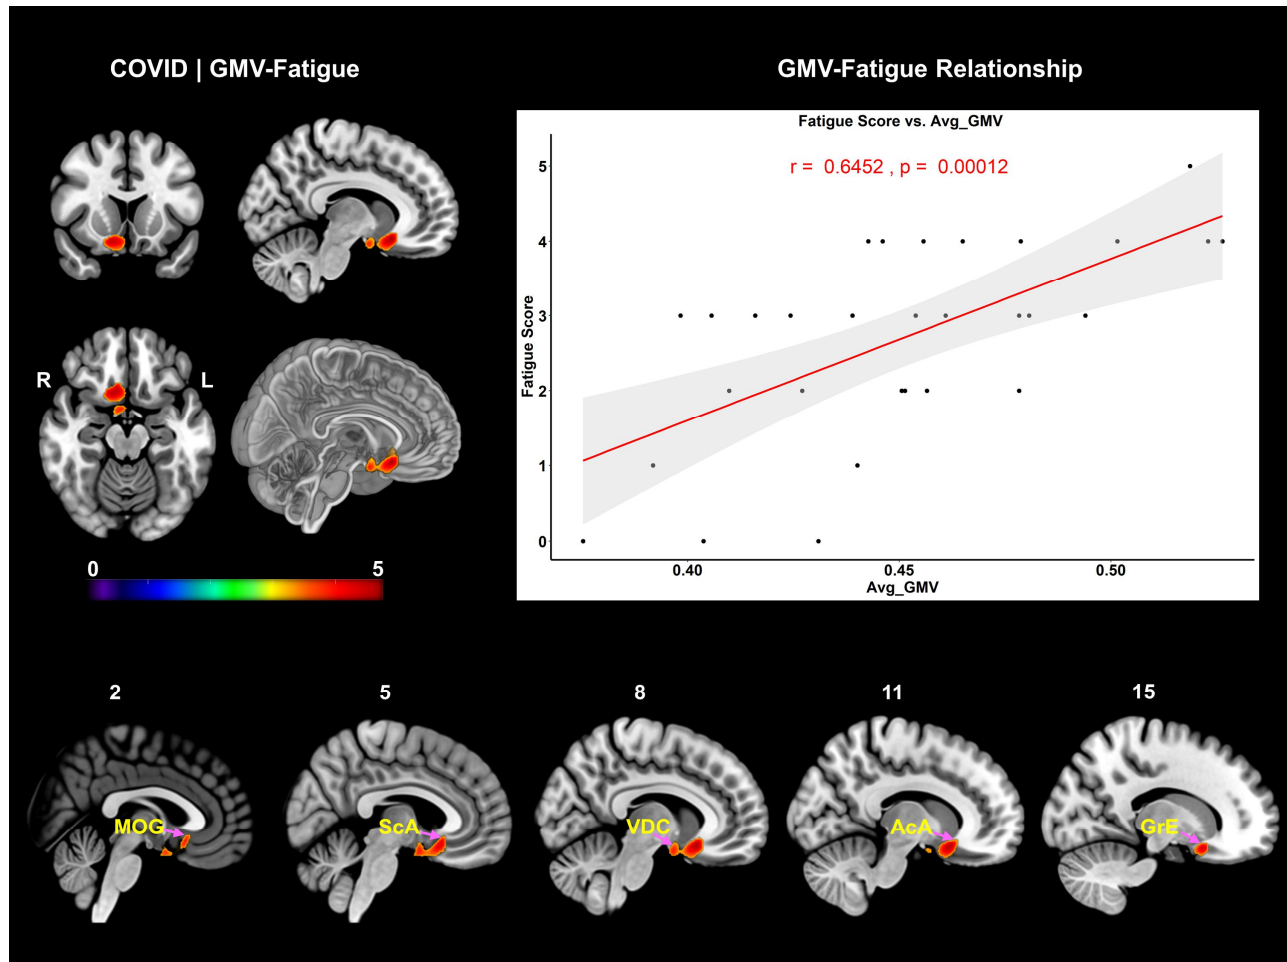 COVID | GMV-Fatigue
GMV-Fatigue Relationship
Fatigue Score vs. Avg_GMV
r = 0.6452 , p = 0.00012
Fatigue Score
5
4
3
2
1
0
0.40
0.45
0.50
Avg_GMV
R
L
0
5
2
5
8
11
15
MOG
ScA
VDC
AcA
GrE